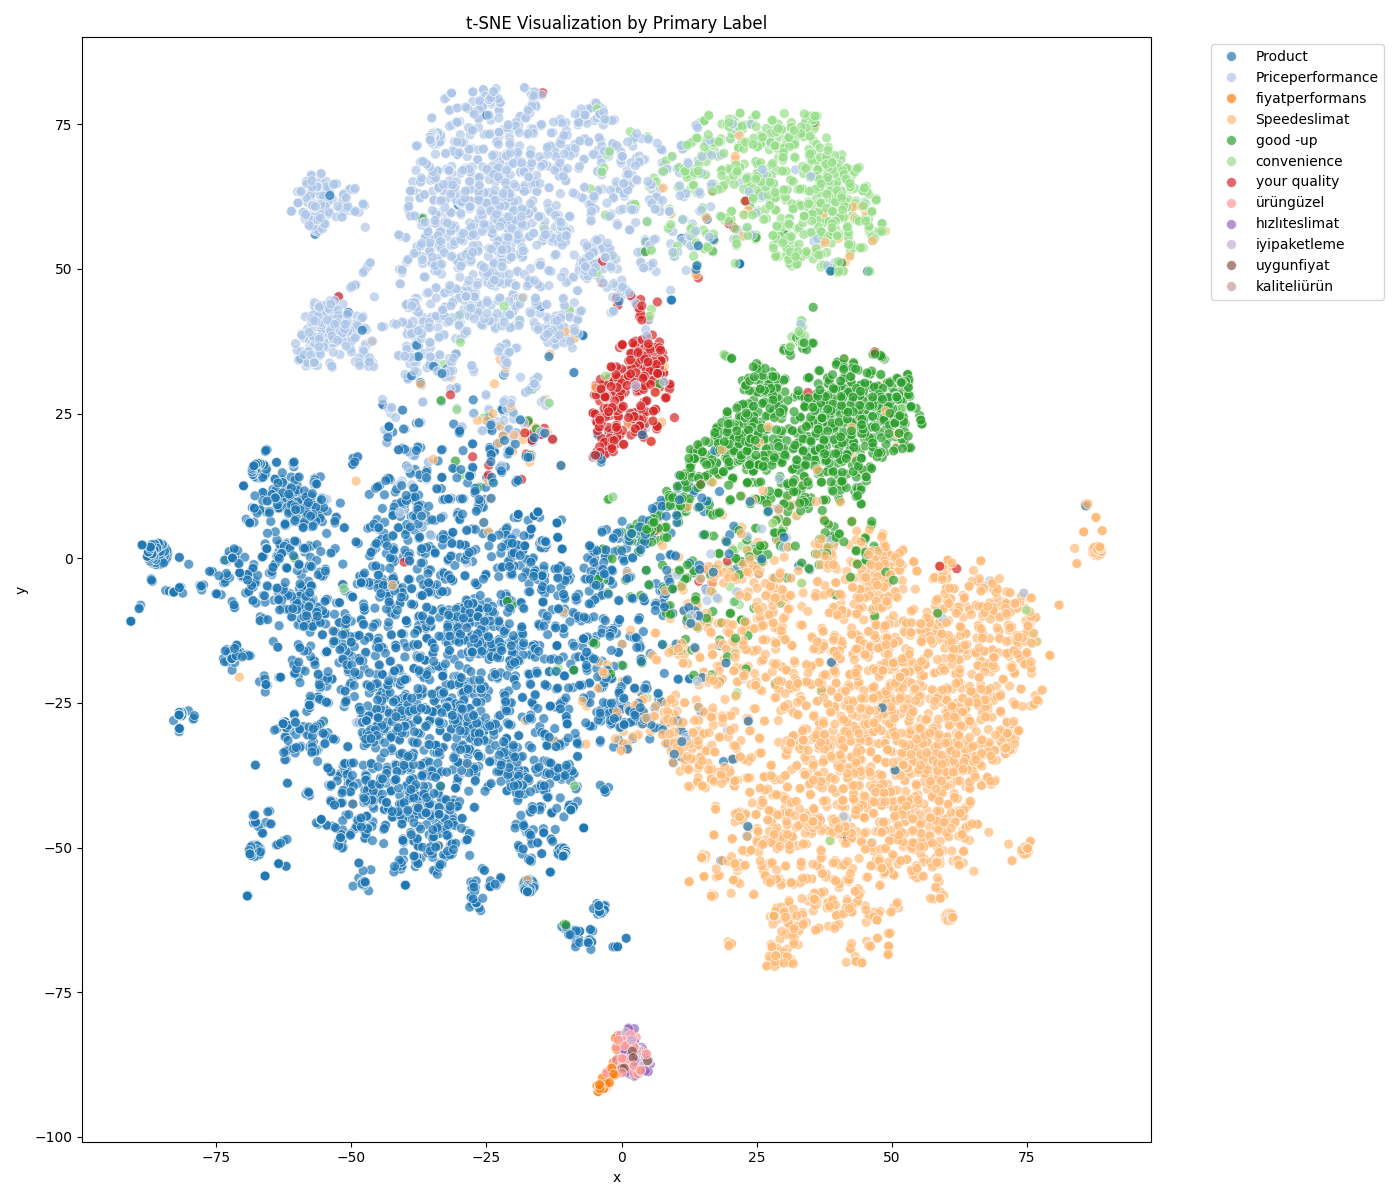 t-SNE Visualization by Primary Label
Product
Priceperformance
fiyatperformans
Speedeslimat
good -up
convenience
your quality
ürüngüzel
hızlıteslimat
iyipaketleme
uygunfiyat
kaliteliürün
75
50
25
0
−25
−50
−75
−100
y
−75
−50
−25
0
25
50
75
x